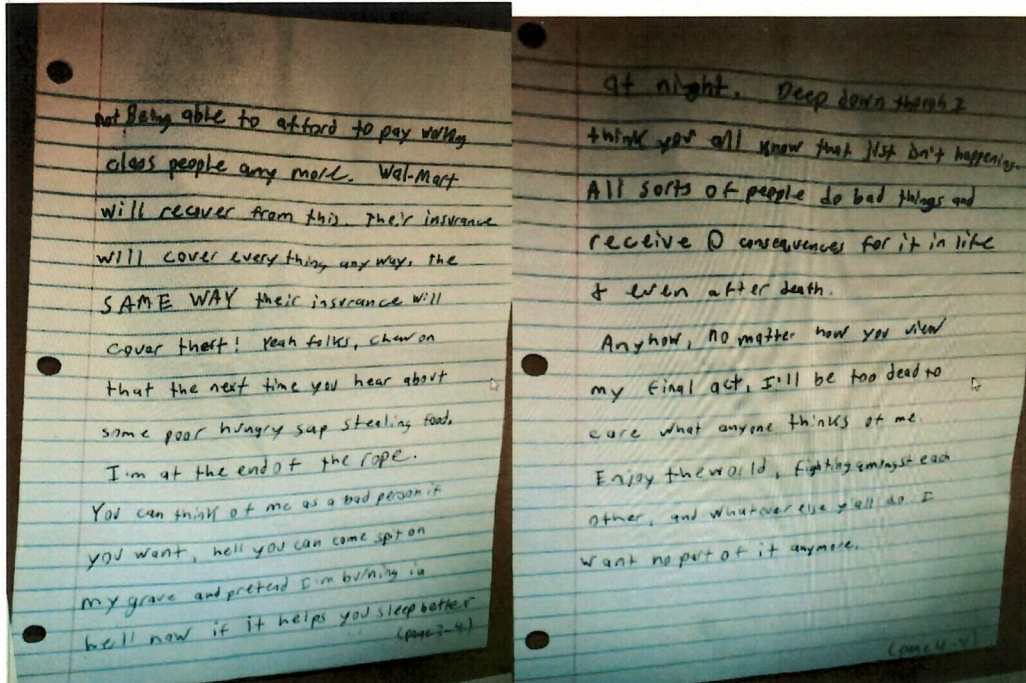 not Being able to afford to pay working
class people any more. Wal-Mart
will recover from this. Their insurance
will cover every thing any way, the
SAME WAY their insurance will
cover theft! Yeah folks, chew on
that the next time you hear about
some poor hungry sap stealing food.
I'm at the end of the rope.
You can think of me as a bad person if
you want, hell you can come spit on
my grave and pretend I'm burning in
hell now if it helps you sleep better
(page 3-4)
at night. Deep down though I
think you all know that just isn't happening.
All sorts of people do bad things and
receive 0 consequences for it in life
& even after death.
Anyhow, no matter how you view
my final act, I'll be too dead to
care what anyone thinks of me.
Enjoy the world, fighting amingst each
other, and whatever else y'all do I
want no part of it anymore.
(page 4-4)